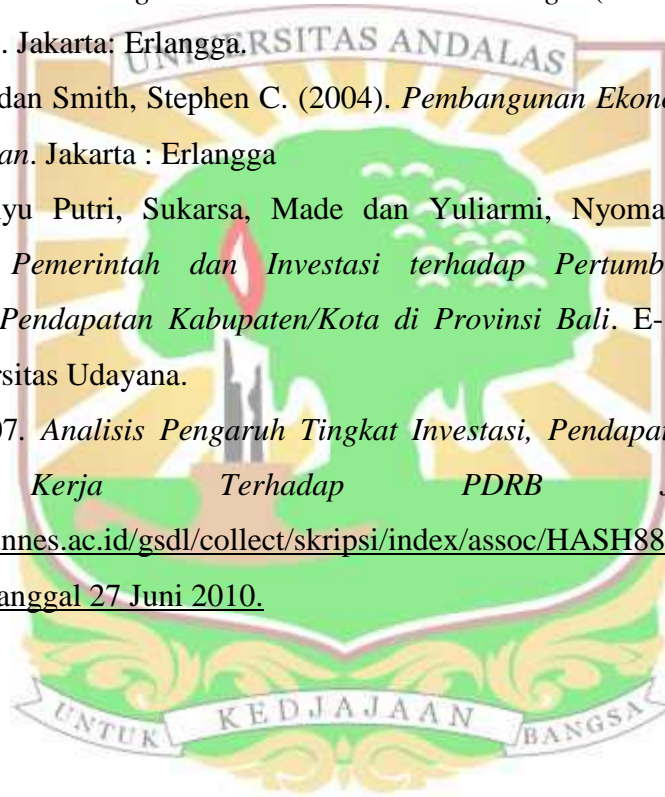 . Jakarta: Erlangga.
UNIVERSITAS ANDALAS
dan Smith, Stephen C. (2004). Pembangunan Ekono
an. Jakarta : Erlangga
yu Putri, Sukarsa, Made dan Yuliarmi, Nyoma
Pemerintah dan Investasi terhadap Pertumb
Pendapatan Kabupaten/Kota di Provinsi Bali. E-
rsitas Udayana.
07. Analisis Pengaruh Tingkat Investasi, Pendapa
Kerja Terhadap PDRB J
nnes.ac.id/gsdl/collect/skripsi/index/assoc/HASH88
anggal 27 Juni 2010.
UNTUK KEDJAJAAN BANGSA